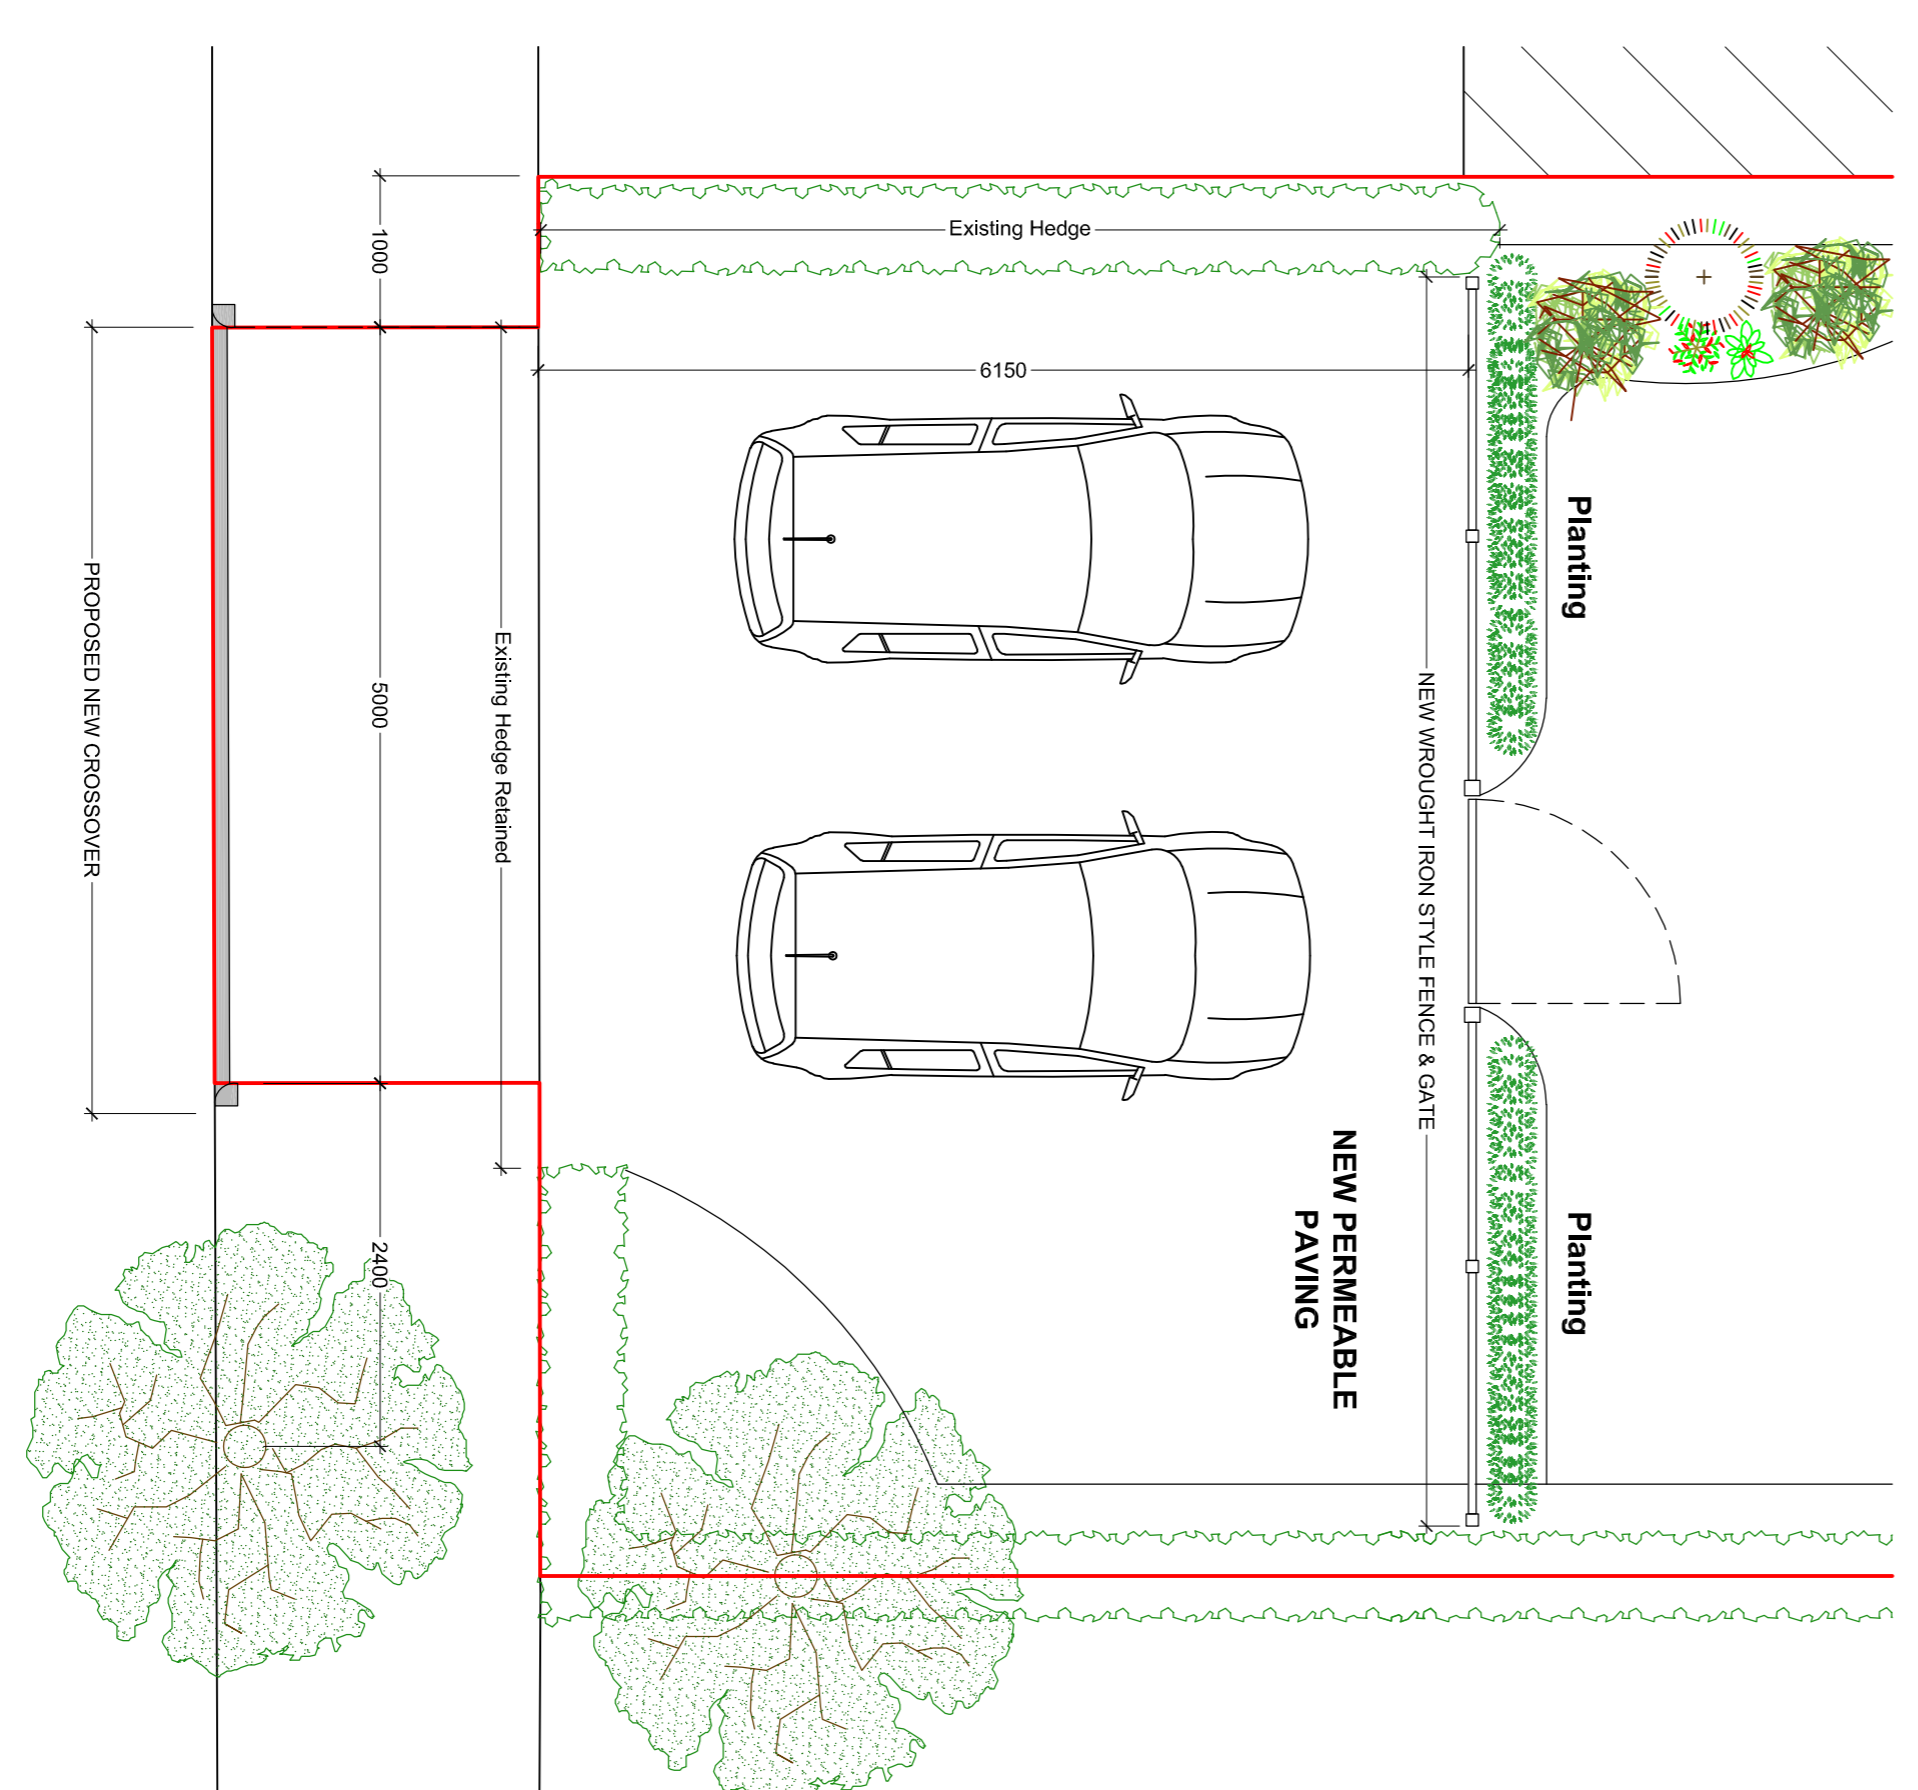 Existing Hedge
1000
6150
PROPOSED NEW CROSSOVER
5000
Existing Hedge Retained
NEW WROUGHT IRON STYLE FENCE & GATE
Planting
2400
NEW PERMEABLE
PAVING
Planting